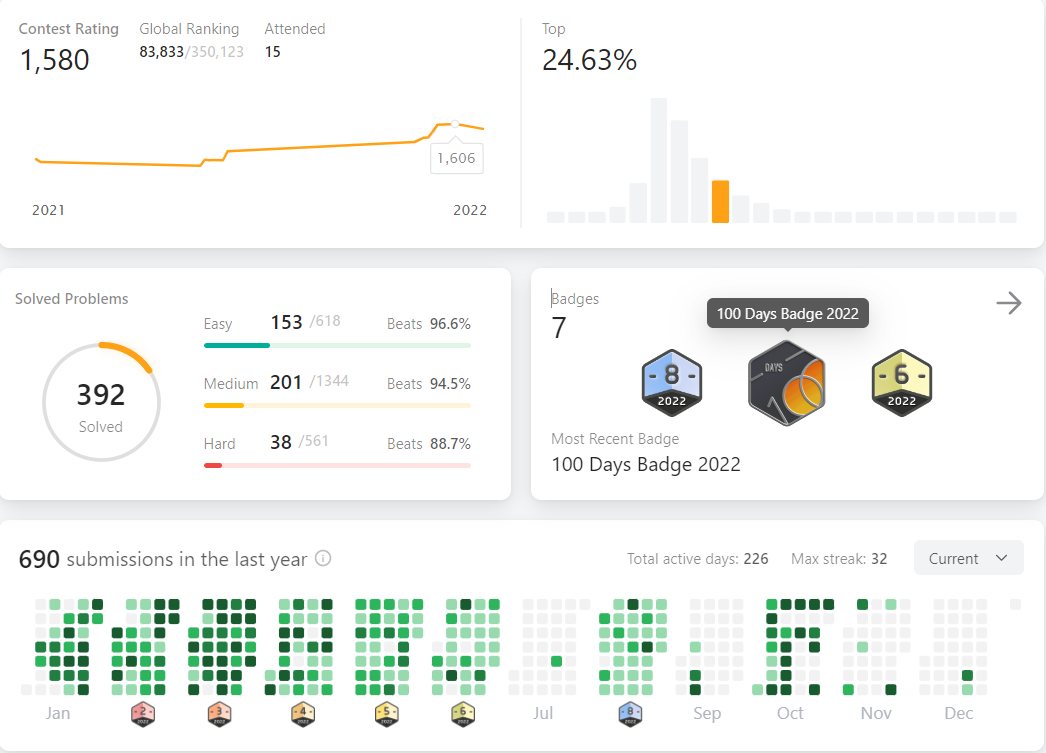 Contest Rating Global Ranking Attended
1,580 83,833/350,123 15
1,606
2021 2022
Top
24.63%
Solved Problems
392
Solved
Easy 153 /618 Beats 96.6%
Medium 201 /1344 Beats 94.5%
Hard 38 /561 Beats 88.7%
Badges
7
100 Days Badge 2022
8
2022
DAYS
100
6
2022
Most Recent Badge
100 Days Badge 2022
690 submissions in the last year
Total active days: 226 Max streak: 32 Current
Jan Jul Sep Oct Nov Dec
2 3 4 5 6 8
2022 2022 2022 2022 2022 2022